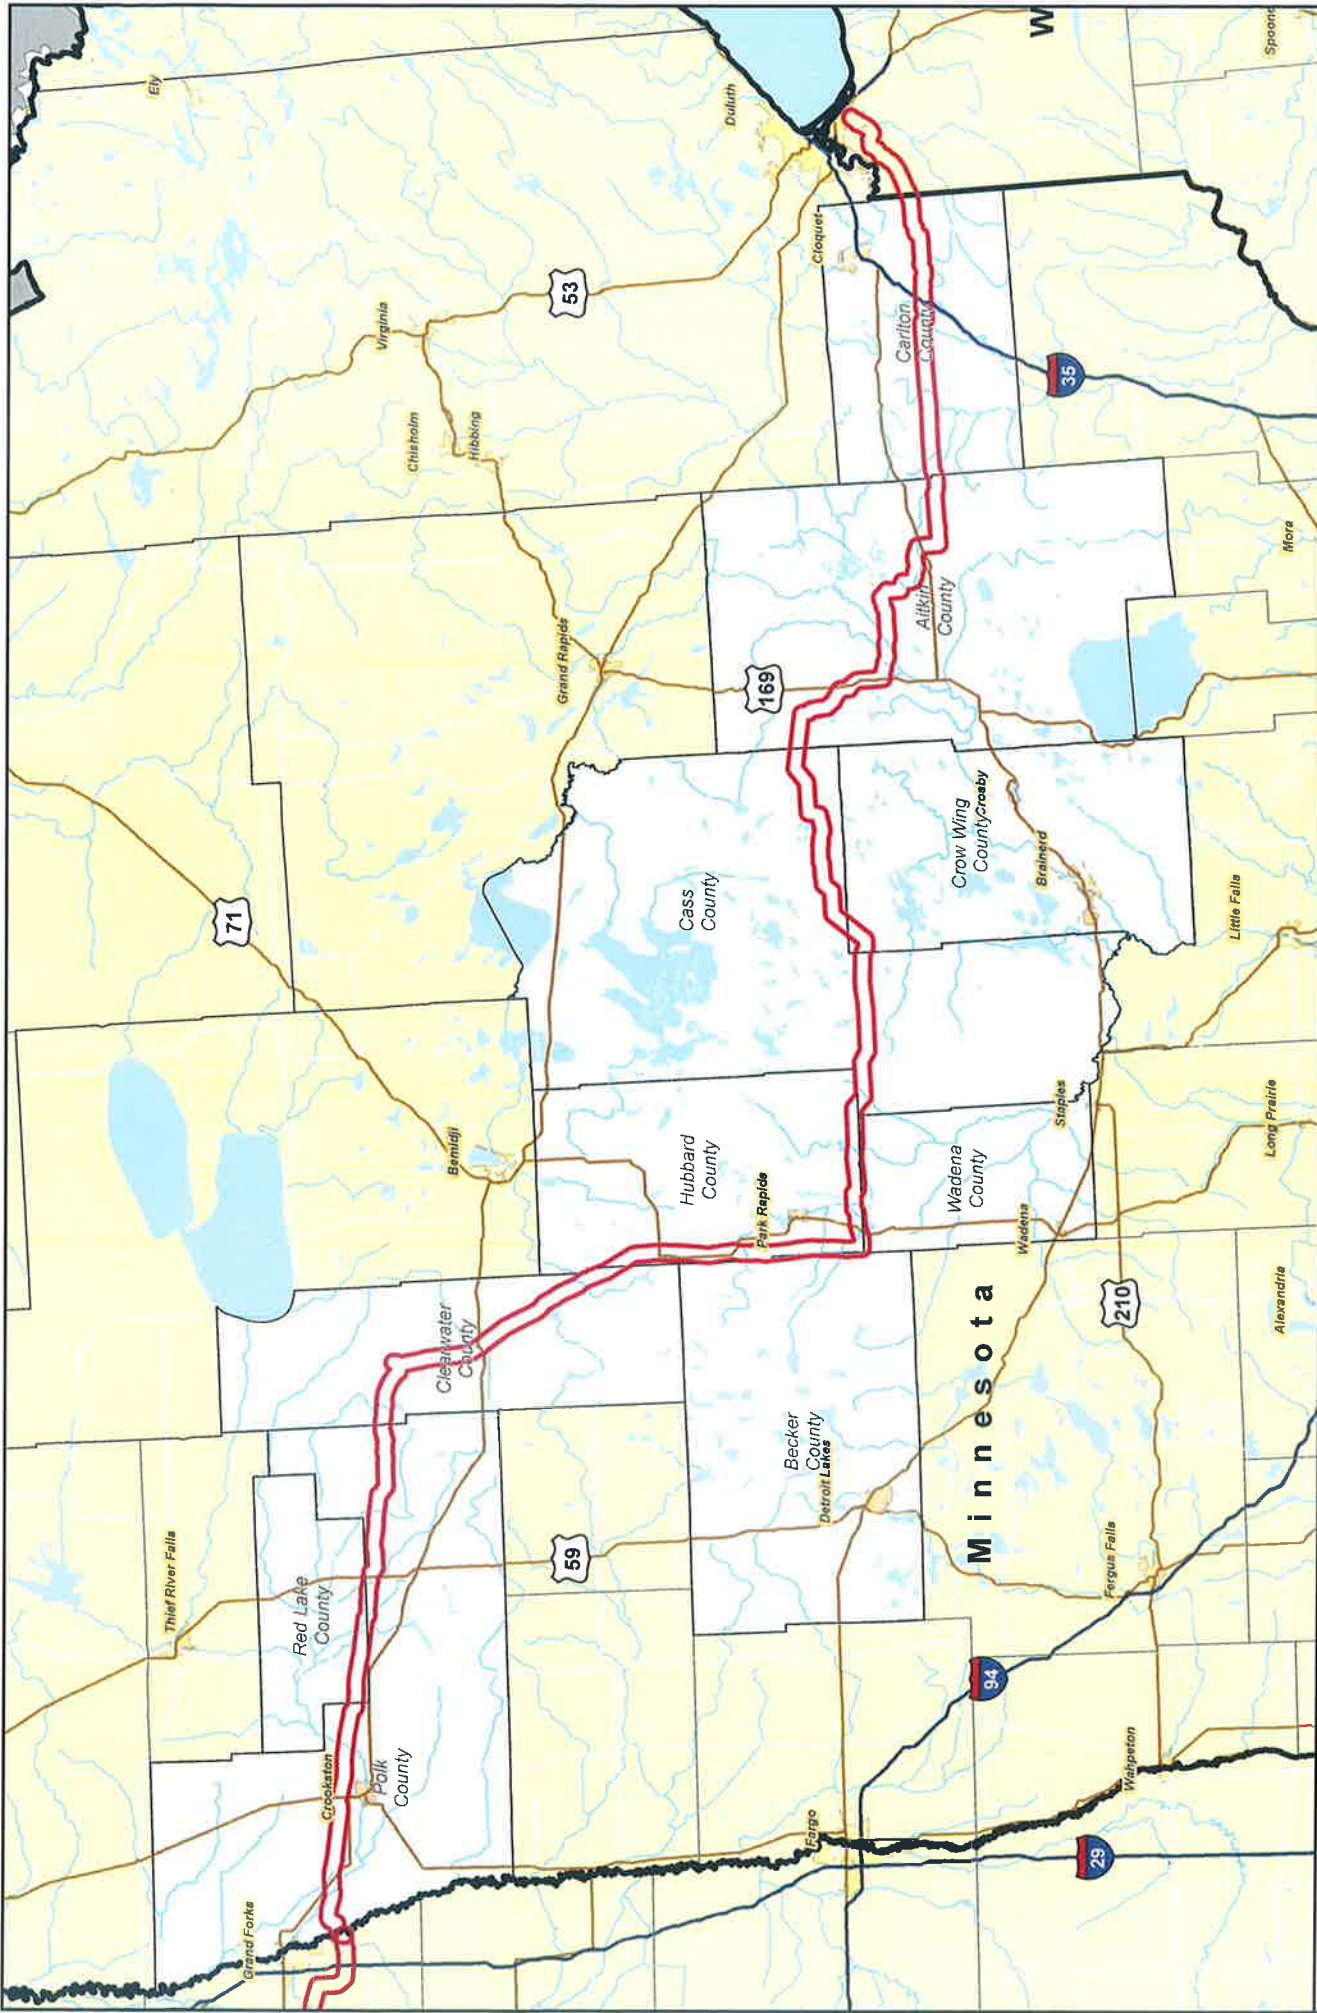 Grand Forks
Crookston
Polk
County
Thief River Falls
Red Lake
County
59
Clearwater
County
Bemidji
71
Ely
Virginia
Chisholm
Hibbing
53
Grand Rapids
Duluth
Cloquet
Carlton
County
35
W
Spoone
Fargo
Becker
County
Detroit Lakes
Hubbard
County
Park Rapids
Cass
County
169
Aitkin
County
Crow Wing
County
Crosby
Brainerd
Wadena
County
Wadena
Staples
Minnesota
94
29
Wahpeton
Fergus Falls
210
Alexandria
Long Prairie
Little Falls
Mora